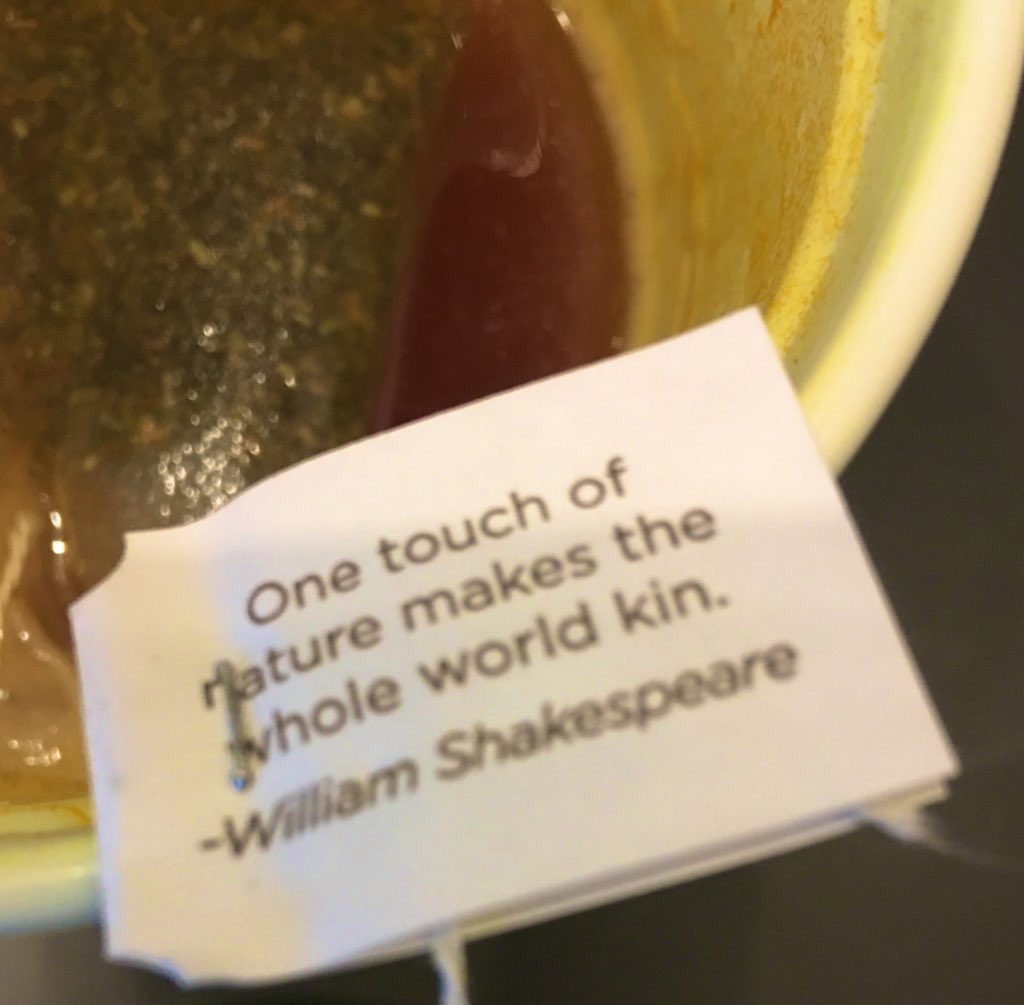 One touch of
nature makes the
whole world kin.
-William Shakespeare